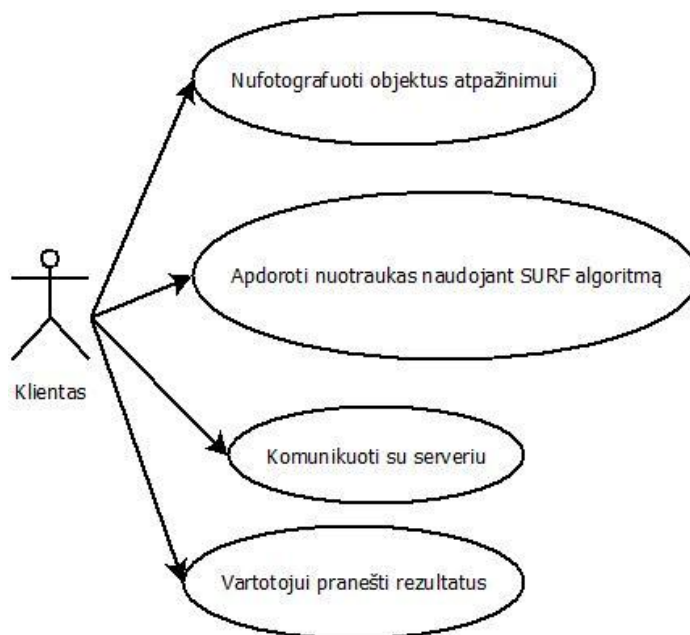 Nufotografuoti objektus atpažinimui
Apdoroti nuotraukas naudojant SURF algoritmą
Klientas
Komunikuoti su serveriu
Vartotojui pranešti rezultatus